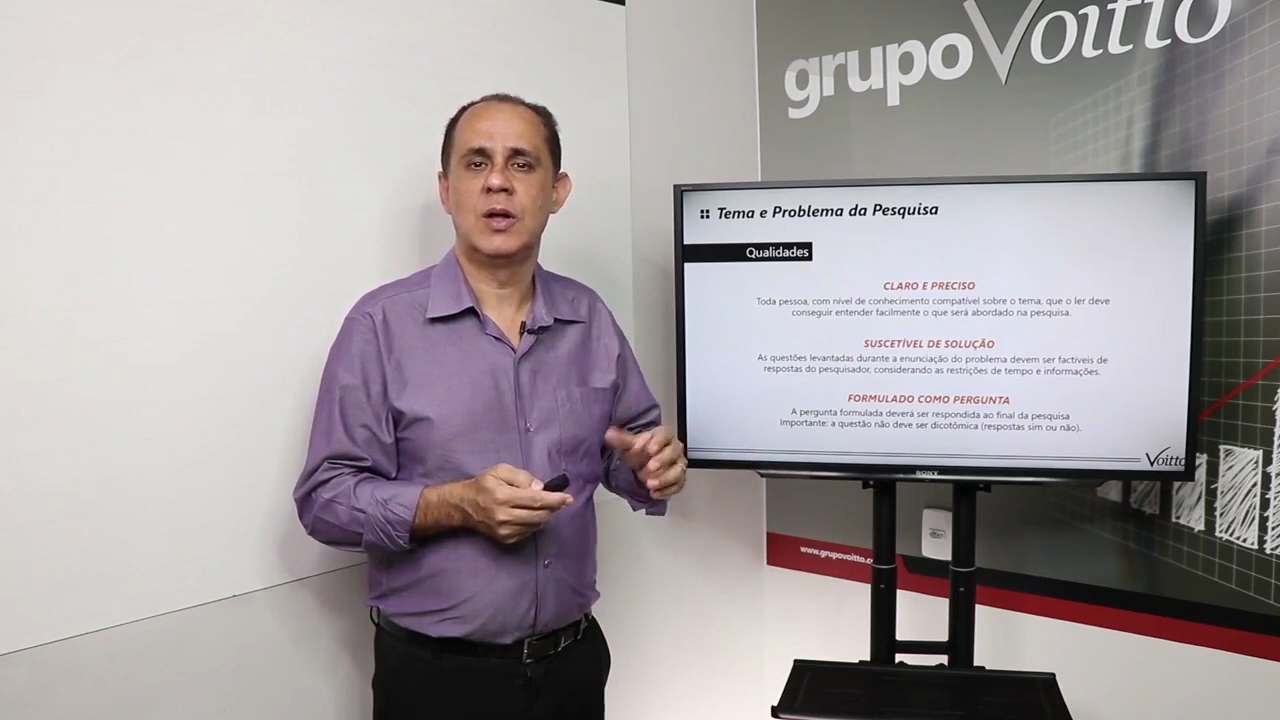 grupoVoitto
Tema e Problema da Pesquisa
Qualidades
CLARO E PRECISO
Toda pessoa, com nível de conhecimento compatível sobre o tema, que o ler deve
conseguir entender facilmente o que será abordado na pesquisa.
SUSCETÍVEL DE SOLUÇÃO
As questões levantadas durante a enunciação do problema devem ser factíveis de
respostas do pesquisador, considerando as restrições de tempo e informações.
FORMULADO COMO PERGUNTA
A pergunta formulada deverá ser respondida ao final da pesquisa
Importante: a questão não deve ser dicotômica (respostas sim ou não).
Voitto
SONY
www.grupovoitto.c